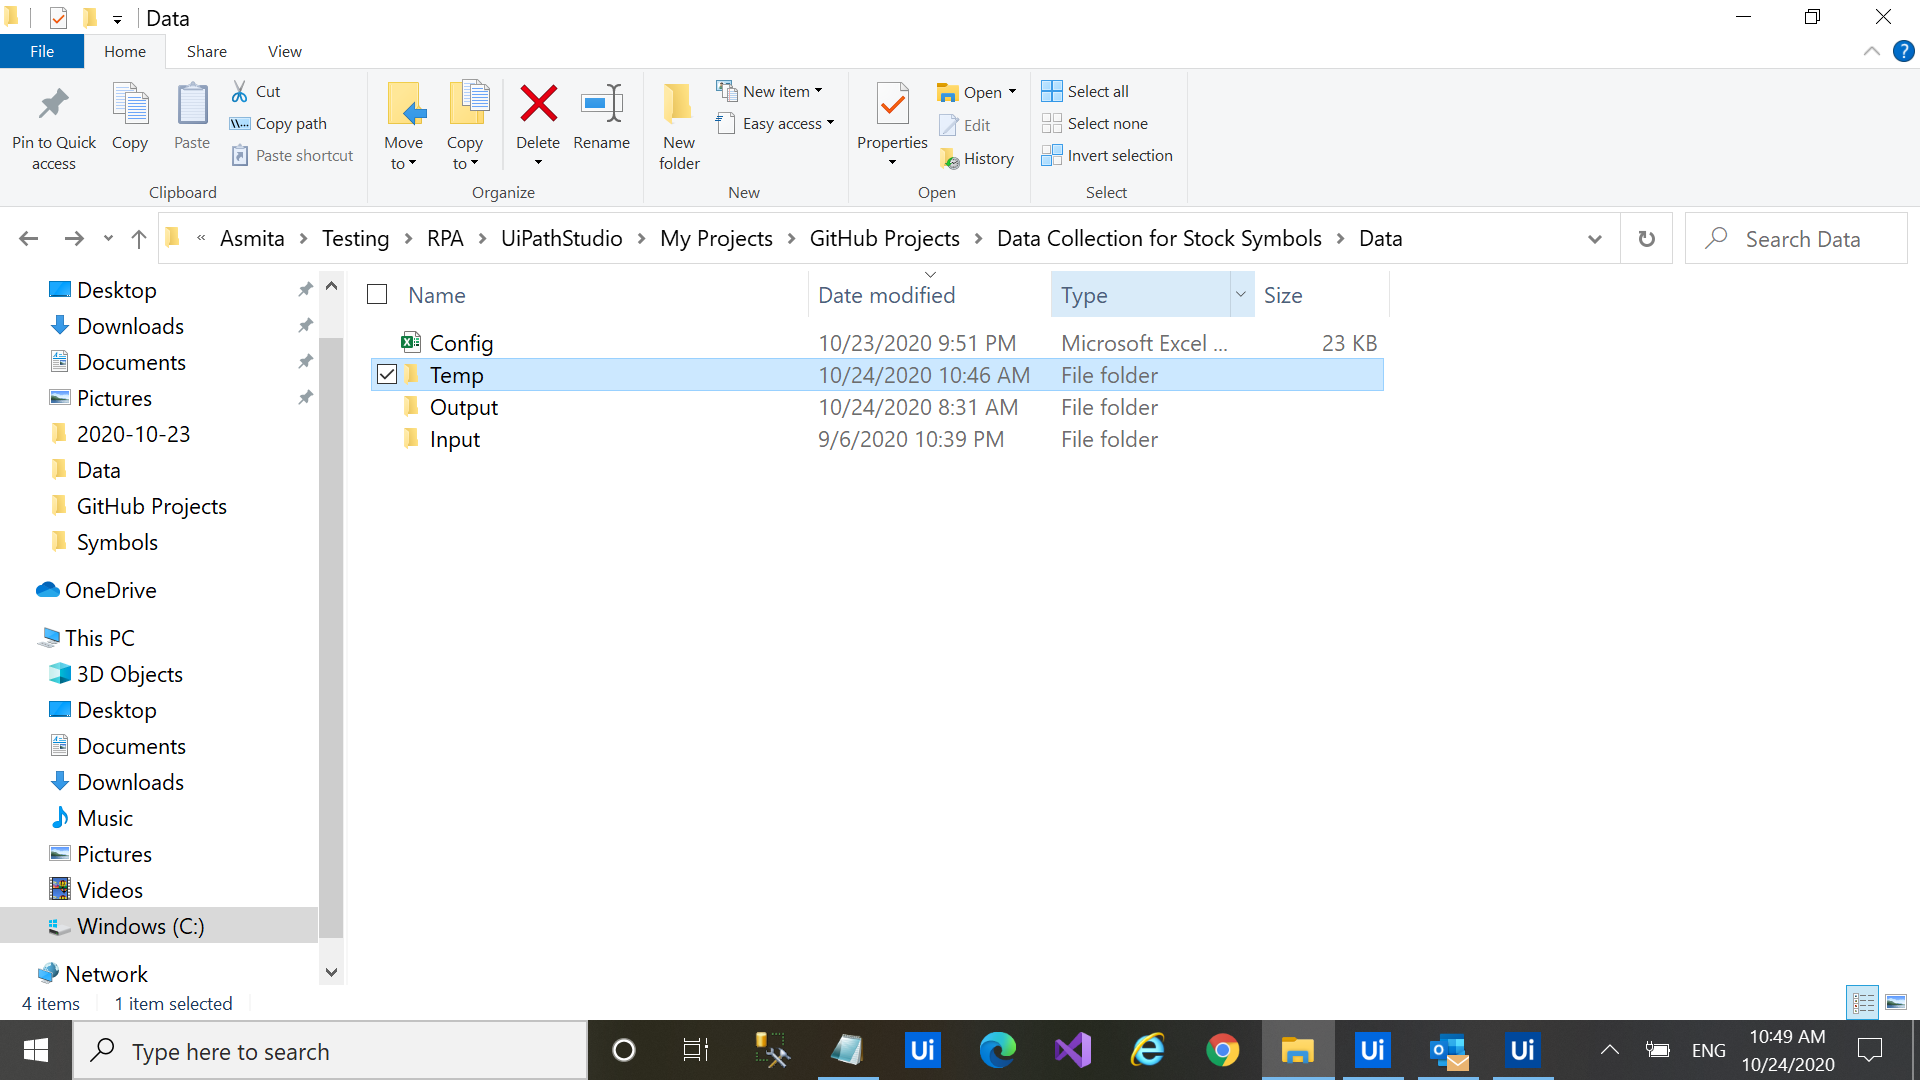 Data
File Home Share View
Pin to Quick access
Copy
Paste
Cut
Copy path
Paste shortcut
Clipboard
Move to
Copy to
Delete
Rename
Organize
New folder
New item
Easy access
New
Properties
Open
Edit
History
Open
Select all
Select none
Invert selection
Select
« Asmita > Testing > RPA > UiPathStudio > My Projects > GitHub Projects > Data Collection for Stock Symbols > Data
Search Data
Desktop
Downloads
Documents
Pictures
2020-10-23
Data
GitHub Projects
Symbols
OneDrive
This PC
3D Objects
Desktop
Documents
Downloads
Music
Pictures
Videos
Windows (C:)
Network
Name Date modified Type Size
Config 10/23/2020 9:51 PM Microsoft Excel ... 23 KB
Temp 10/24/2020 10:46 AM File folder
Output 10/24/2020 8:31 AM File folder
Input 9/6/2020 10:39 PM File folder
4 items 1 item selected
Type here to search
Ui
Ui
Ui
ENG
10:49 AM
10/24/2020